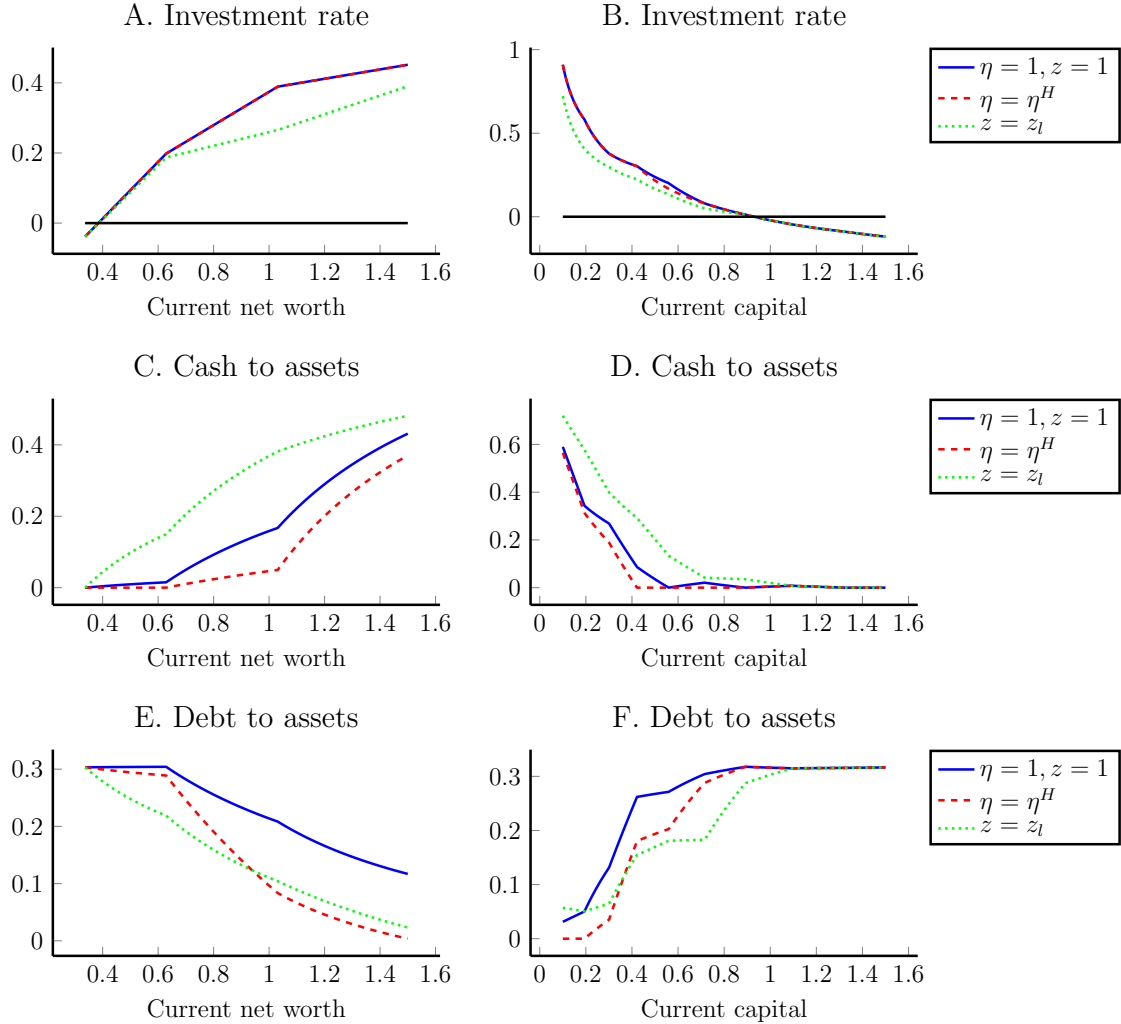 A. Investment rate
0.4
0.2
0
0.4 0.6 0.8 1 1.2 1.4 1.6
Current net worth
B. Investment rate
1
0.5
0
0 0.2 0.4 0.6 0.8 1 1.2 1.4 1.6
Current capital
η = 1, z = 1
η = η^H
z = z_l
C. Cash to assets
0.4
0.2
0
0.4 0.6 0.8 1 1.2 1.4 1.6
Current net worth
D. Cash to assets
0.6
0.4
0.2
0
0 0.2 0.4 0.6 0.8 1 1.2 1.4 1.6
Current capital
η = 1, z = 1
η = η^H
z = z_l
E. Debt to assets
0.3
0.2
0.1
0
0.4 0.6 0.8 1 1.2 1.4 1.6
Current net worth
F. Debt to assets
0.3
0.2
0.1
0
0 0.2 0.4 0.6 0.8 1 1.2 1.4 1.6
Current capital
η = 1, z = 1
η = η^H
z = z_l